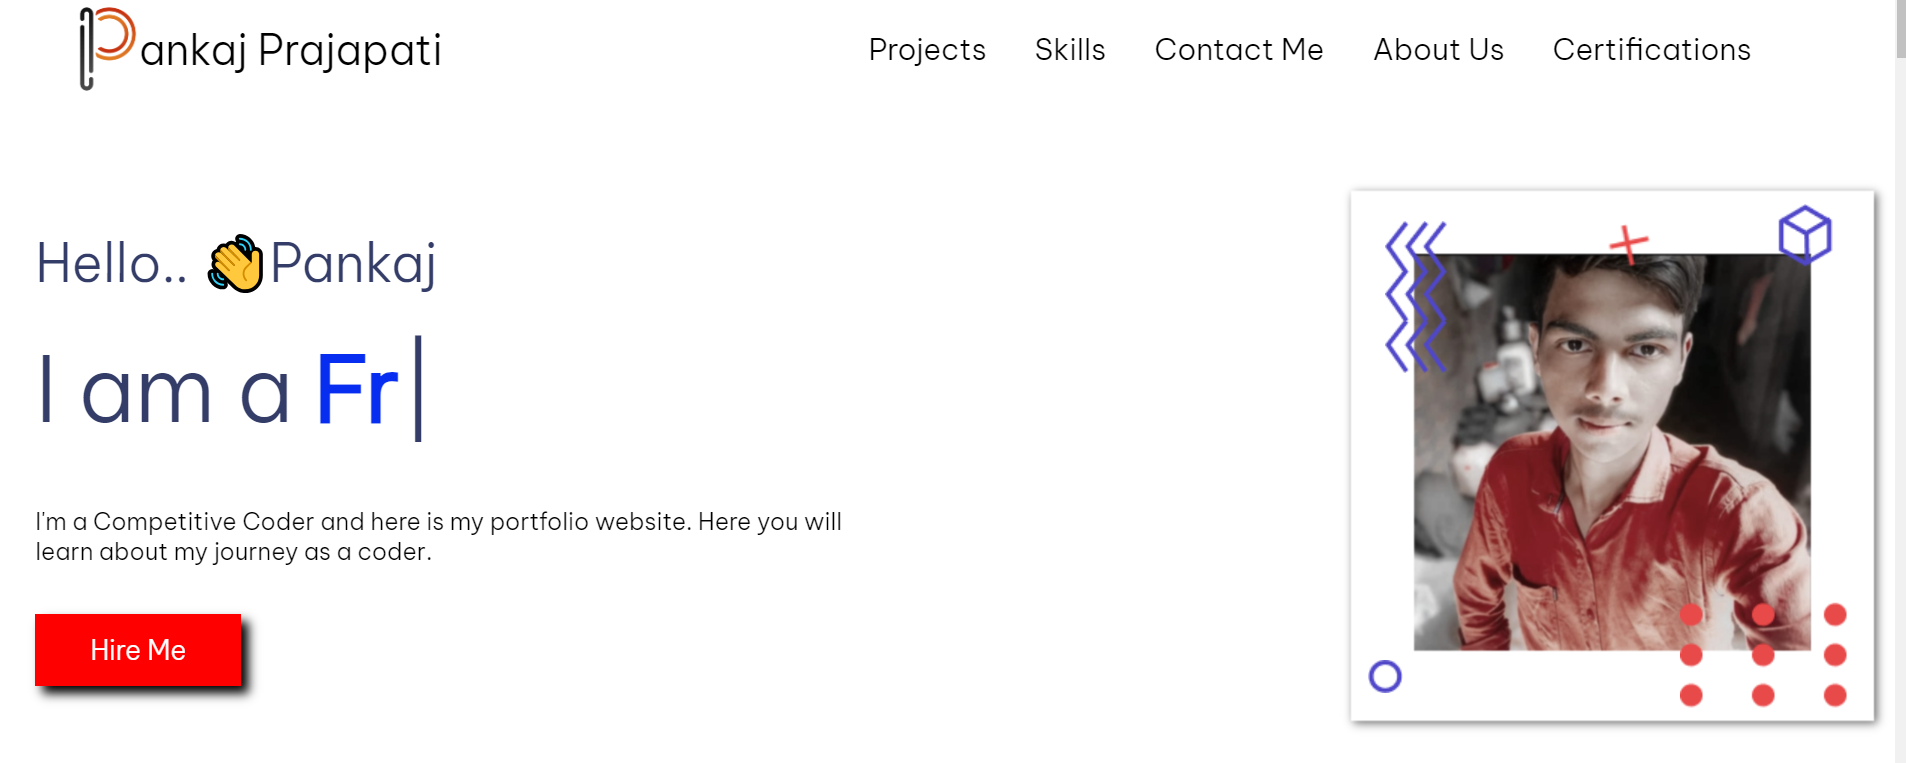 Pankaj Prajapati
Projects Skills Contact Me About Us Certifications
Hello.. 👋Pankaj
I am a Fr|
I'm a Competitive Coder and here is my portfolio website. Here you will
learn about my journey as a coder.
Hire Me